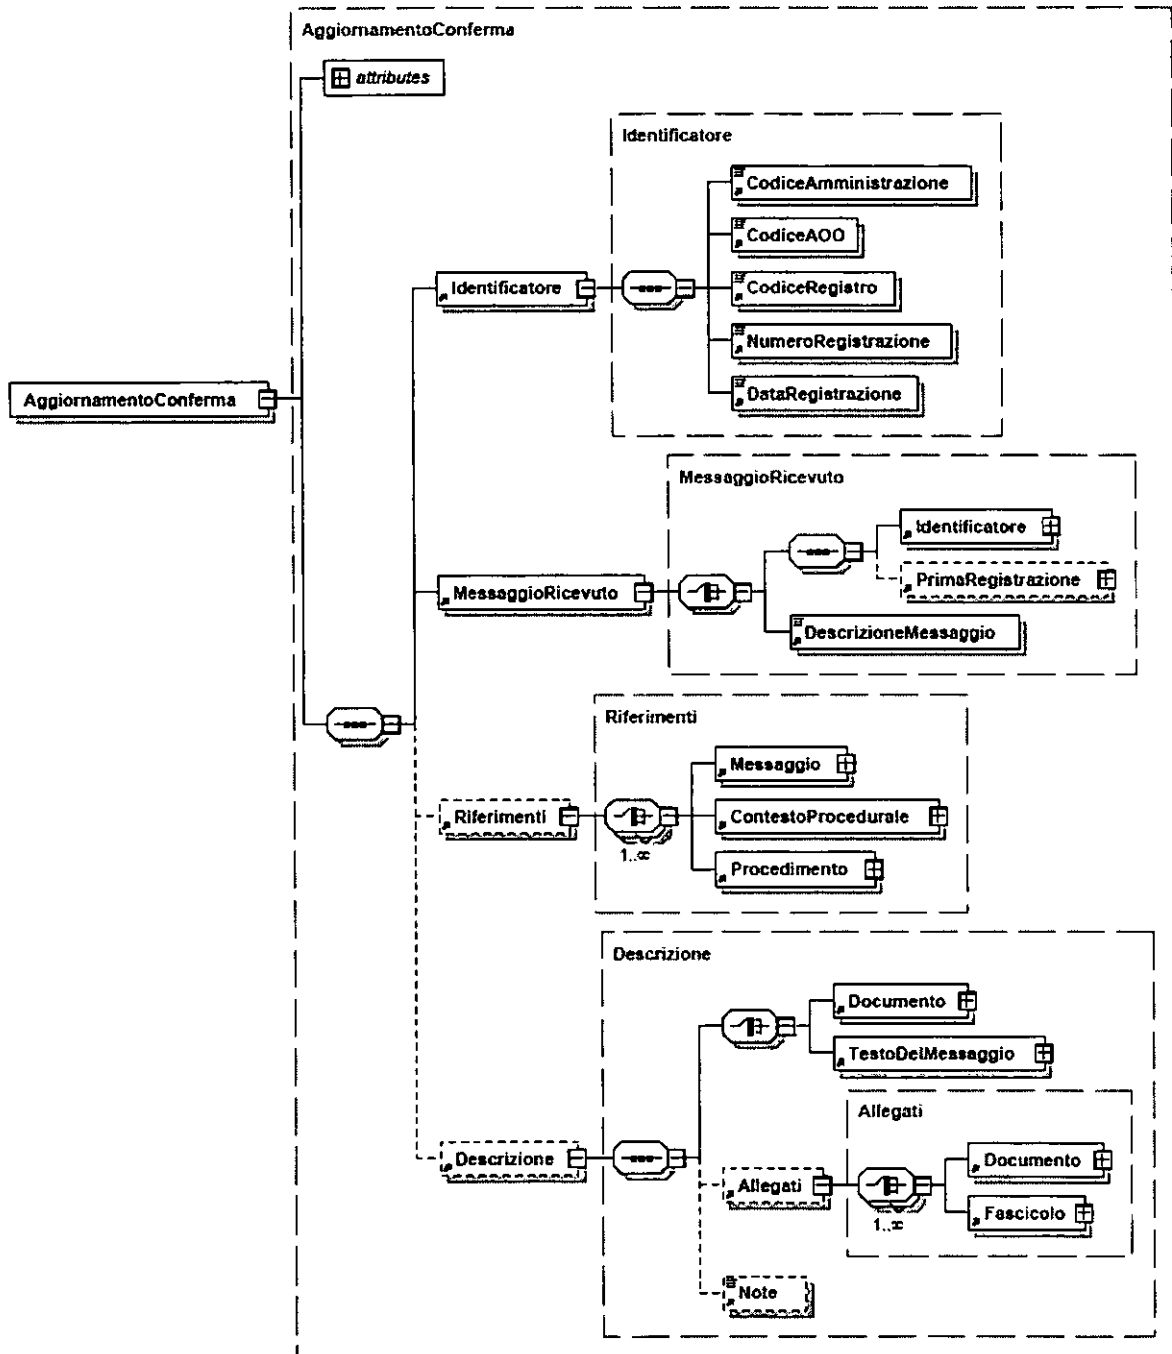 AggiornamentoConferma
attributes
Identificatore
CodiceAmministrazione
CodiceAOO
Identificatore
CodiceRegistro
NumeroRegistrazione
DataRegistrazione
AggiornamentoConferma
MessaggioRicevuto
Identificatore
PrimaRegistrazione
MessaggioRicevuto
DescrizioneMessaggio
Riferimenti
Messaggio
Riferimenti
ContestoProcedurale
1..∞
Procedimento
Descrizione
Documento
TestoDelMessaggio
Allegati
Descrizione
Documento
Allegati
Fascicolo
1..∞
Note